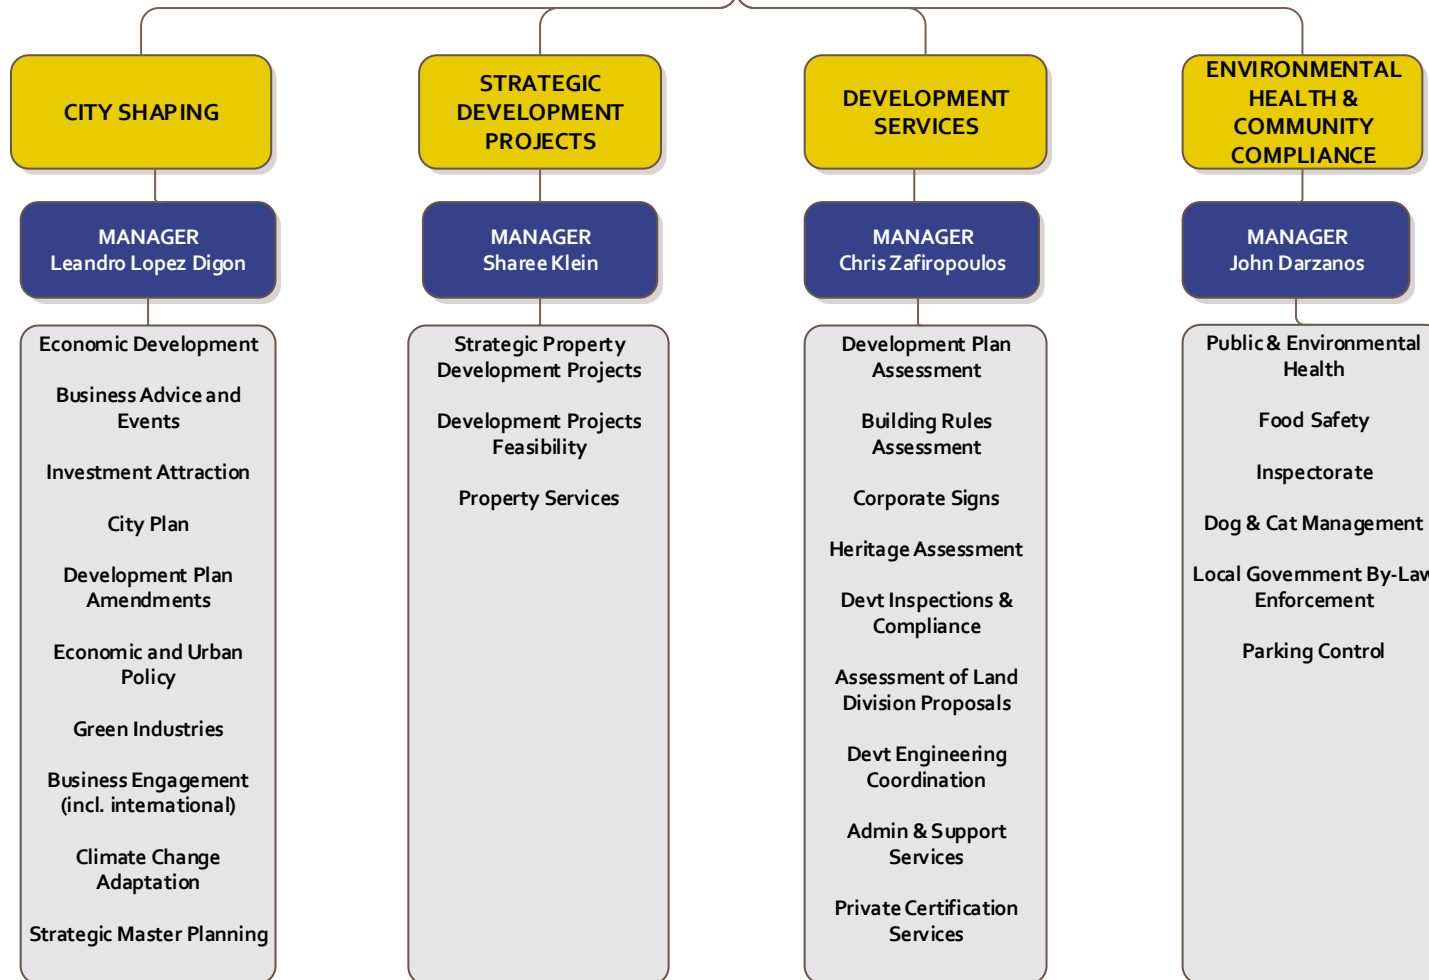 CITY SHAPING
MANAGER
Leandro Lopez Digon
Economic Development
Business Advice and
Events
Investment Attraction
City Plan
Development Plan
Amendments
Economic and Urban
Policy
Green Industries
Business Engagement
(incl. international)
Climate Change
Adaptation
Strategic Master Planning
STRATEGIC
DEVELOPMENT
PROJECTS
MANAGER
Sharee Klein
Strategic Property
Development Projects
Development Projects
Feasibility
Property Services
DEVELOPMENT
SERVICES
MANAGER
Chris Zafiropoulos
Development Plan
Assessment
Building Rules
Assessment
Corporate Signs
Heritage Assessment
Devt Inspections &
Compliance
Assessment of Land
Division Proposals
Devt Engineering
Coordination
Admin & Support
Services
Private Certification
Services
ENVIRONMENTAL
HEALTH &
COMMUNITY
COMPLIANCE
MANAGER
John Darzanos
Public & Environmental
Health
Food Safety
Inspectorate
Dog & Cat Management
Local Government By-Law
Enforcement
Parking Control